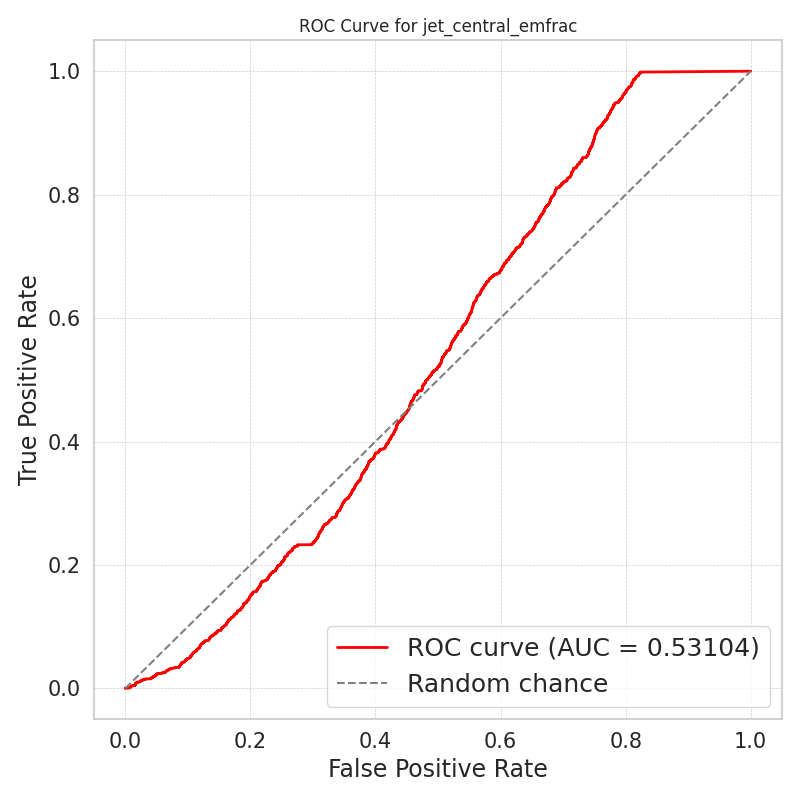 ROC Curve for jet_central_emfrac
True Positive Rate
1.0
0.8
0.6
0.4
0.2
0.0
ROC curve (AUC = 0.53104)
Random chance
0.0 0.2 0.4 0.6 0.8 1.0
False Positive Rate